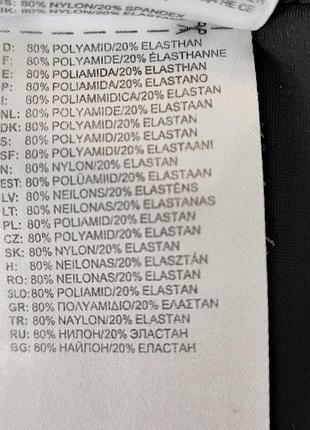 80% NYLON/20% SPANDEX
80% NYLON/20% ELASTAN
D: 80% POLYAMID/20% ELASTHAN
F: 80% POLYAMIDE/20% ELASTHANNE
E: 80% POLIAMIDA/20% ELASTANO
P: 80% POLIAMIDA/20% ELASTANO
I: 80% POLIAMMIDICA/20% ELASTAN
NL: 80% POLYAMIDE/20% ELASTAAN
DK: 80% POLYAMID/20% ELASTAN
S: 80% POLYAMID/20% ELASTAN
SF: 80% POLYAMIDI/20% ELASTAANI
N: 80% NYLON/20% ELASTAN
EST: 80% POLÜAMIID/20% ELASTAAN
LV: 80% NEILONS/20% ELASTĒNS
LT: 80% NEILONAS/20% ELASTANAS
PL: 80% POLIAMID/20% ELASTAN
CZ: 80% POLYAMID/20% ELASTAN
SK: 80% NYLON/20% ELASTAN
H: 80% NEILONAS/20% ELASZTÁN
RO: 80% NEILONAS/20% ELASTAN
SLO: 80% POLIAMID/20% ELASTAN
GR: 80% ΠΟΛΥΑΜΙΔΙΟ/20% ΕΛΑΣΤΑΝ
TR: 80% NAYLON/20% ELASTAN
RU: 80% НИЛОН/20% ЭЛАСТАН
BG: 80% НАЙЛОН/20% ЕЛАСТАН